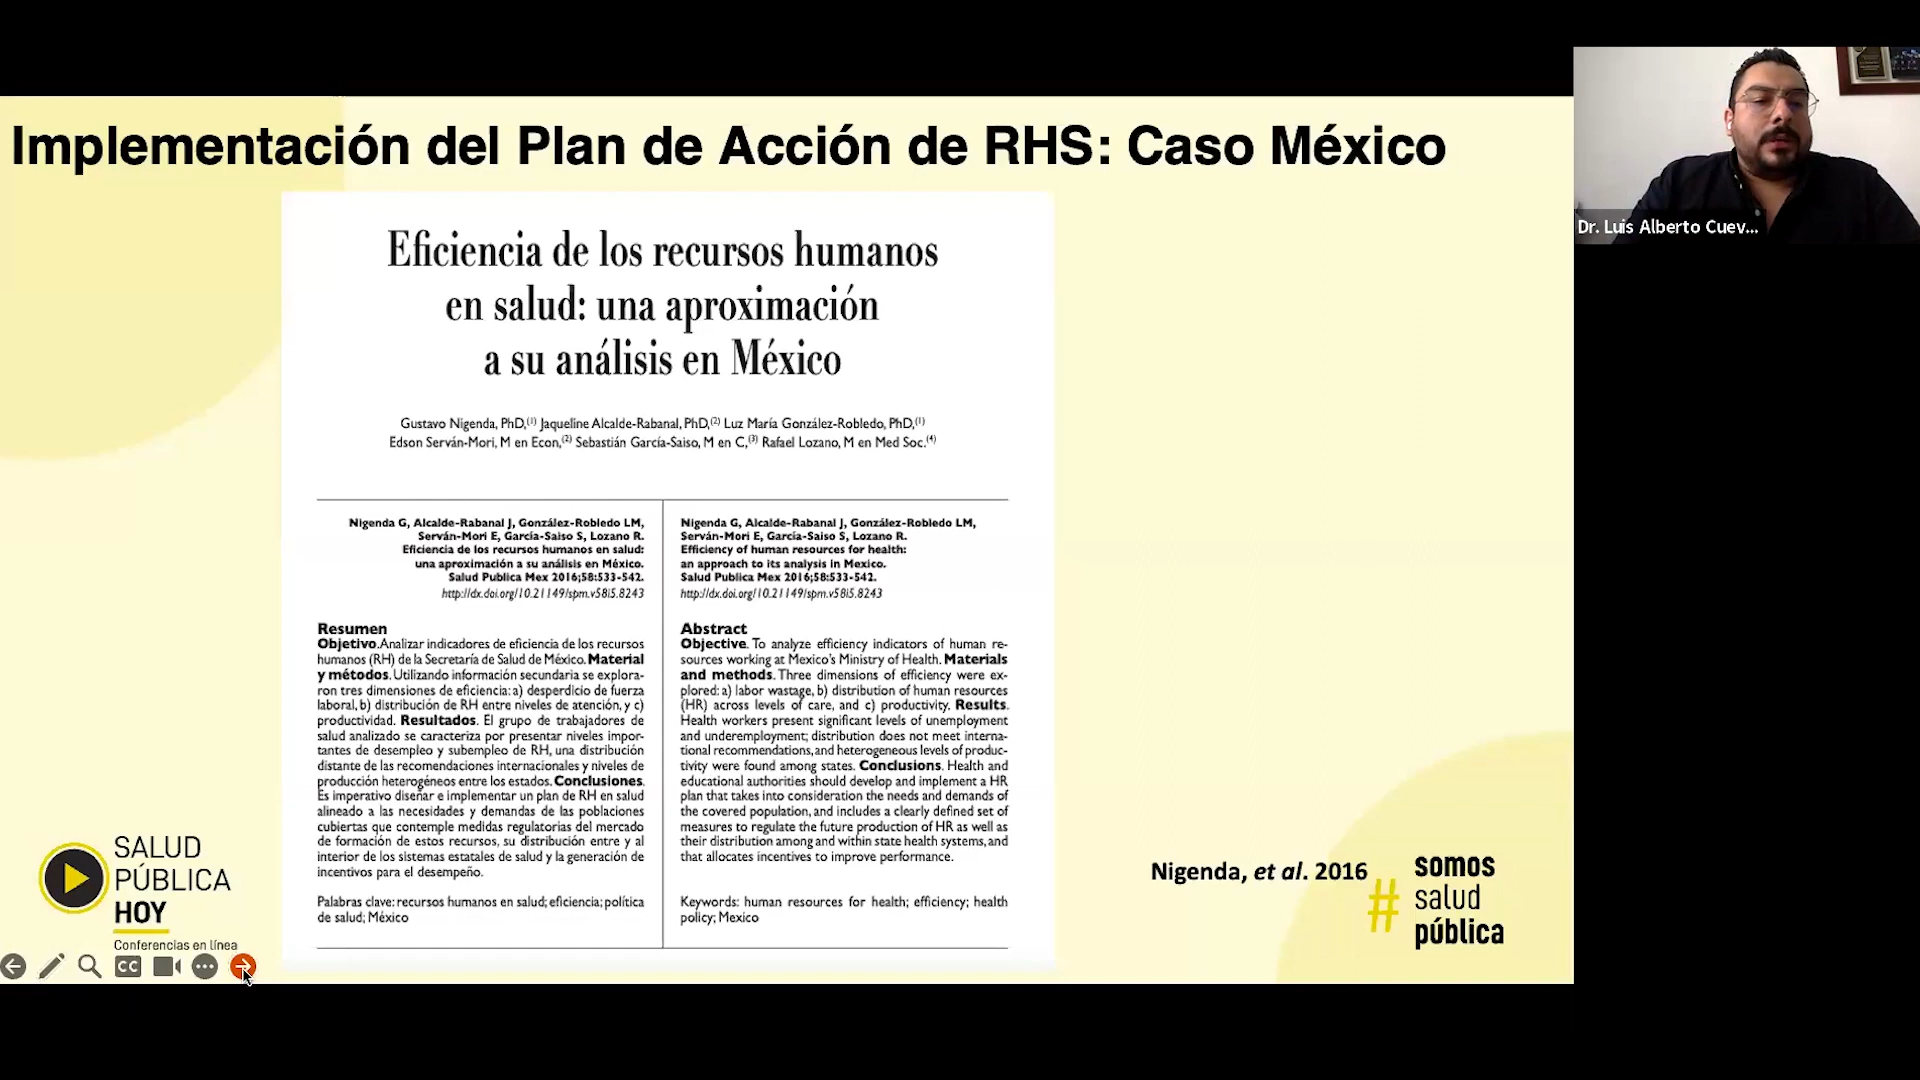 Implementación del Plan de Acción de RHS: Caso México
Eficiencia de los recursos humanos
en salud: una aproximación
a su análisis en México
Gustavo Nigenda, PhD,(1) Jaqueline Alcalde-Rabanal, PhD,(2) Luz María González-Robledo, PhD,(1)
Edson Serván-Mori, M en Econ,(2) Sebastián García-Saiso, M en C,(3) Rafael Lozano, M en Med Soc.(4)
Nigenda G, Alcalde-Rabanal J, González-Robledo LM,
Serván-Mori E, García-Saiso S, Lozano R.
Eficiencia de los recursos humanos en salud:
una aproximación a su análisis en México.
Salud Publica Mex 2016;58:533-542.
http://dx.doi.org/10.21149/spm.v58i5.8243
Resumen
Objetivo. Analizar indicadores de eficiencia de los recursos
humanos (RH) de la Secretaría de Salud de México. Material
y métodos. Utilizando información secundaria se explora-
ron tres dimensiones de eficiencia: a) desperdicio de fuerza
laboral, b) distribución de RH entre niveles de atención, y c)
productividad. Resultados. El grupo de trabajadores de
salud analizado se caracteriza por presentar niveles impor-
tantes de desempleo y subempleo de RH, una distribución
distante de las recomendaciones internacionales y niveles de
producción heterogéneos entre los estados. Conclusiones.
Es imperativo diseñar e implementar un plan de RH en salud
alineado a las necesidades y demandas de las poblaciones
cubiertas que contemple medidas regulatorias del mercado
de formación de estos recursos, su distribución entre y al
interior de los sistemas estatales de salud y la generación de
incentivos para el desempeño.
Palabras clave: recursos humanos en salud; eficiencia; política
de salud; México
Nigenda G, Alcalde-Rabanal J, González-Robledo LM,
Serván-Mori E, García-Saiso S, Lozano R.
Efficiency of human resources for health:
an approach to its analysis in Mexico.
Salud Publica Mex 2016;58:533-542.
http://dx.doi.org/10.21149/spm.v58i5.8243
Abstract
Objective. To analyze efficiency indicators of human re-
sources working at Mexico's Ministry of Health. Materials
and methods. Three dimensions of efficiency were ex-
plored: a) labor wastage, b) distribution of human resources
(HR) across levels of care, and c) productivity. Results.
Health workers present significant levels of unemployment
and underemployment; distribution does not meet interna-
tional recommendations, and heterogeneous levels of produc-
tivity were found among states. Conclusions. Health and
educational authorities should develop and implement a HR
plan that takes into consideration the needs and demands of
the covered population, and includes a clearly defined set of
measures to regulate the future production of HR as well as
their distribution among and within state health systems, and
that allocates incentives to improve performance.
Keywords: human resources for health; efficiency; health
policy; Mexico
Nigenda, et al. 2016
SALUD
PÚBLICA
HOY
Conferencias en línea
CC
#
somos
salud
pública
Dr. Luis Alberto Cuev...